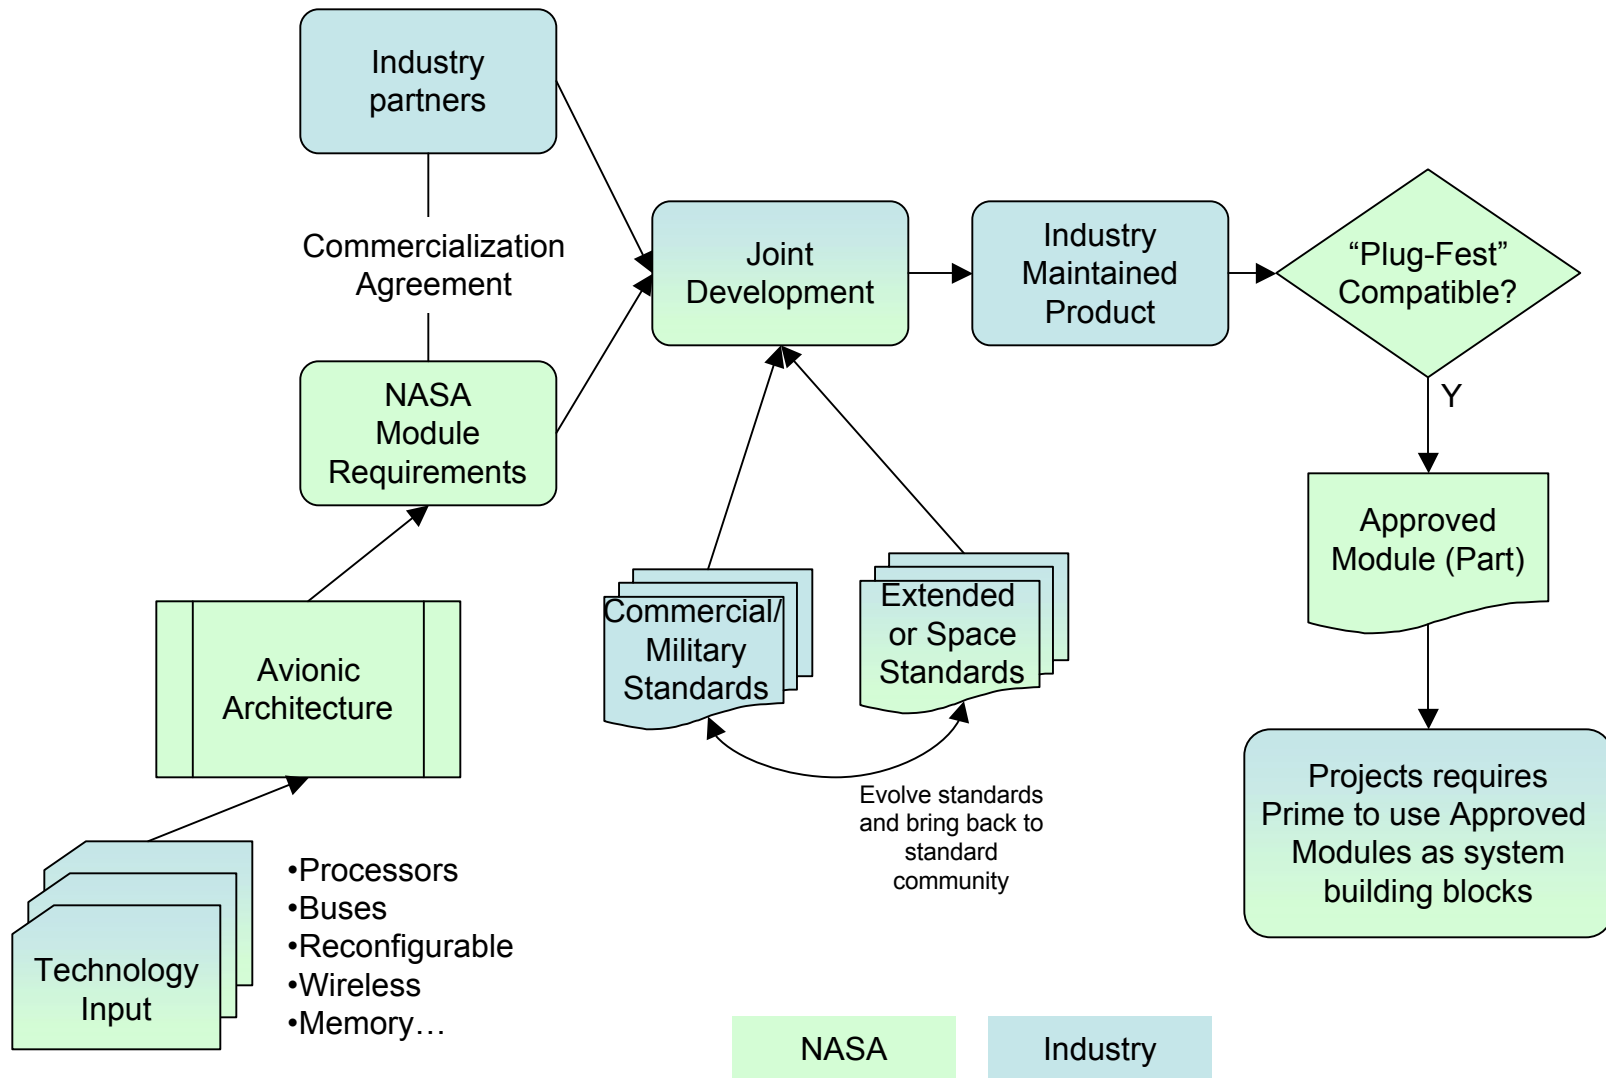 Industry
partners
Commercialization
Agreement
NASA
Module
Requirements
Avionic
Architecture
Technology
Input
•Processors
•Buses
•Reconfigurable
•Wireless
•Memory…
Joint
Development
Commercial/
Military
Standards
Extended
or Space
Standards
Evolve standards
and bring back to
standard
community
Industry
Maintained
Product
“Plug-Fest”
Compatible?
Y
Approved
Module (Part)
Projects requires
Prime to use Approved
Modules as system
building blocks
NASA
Industry